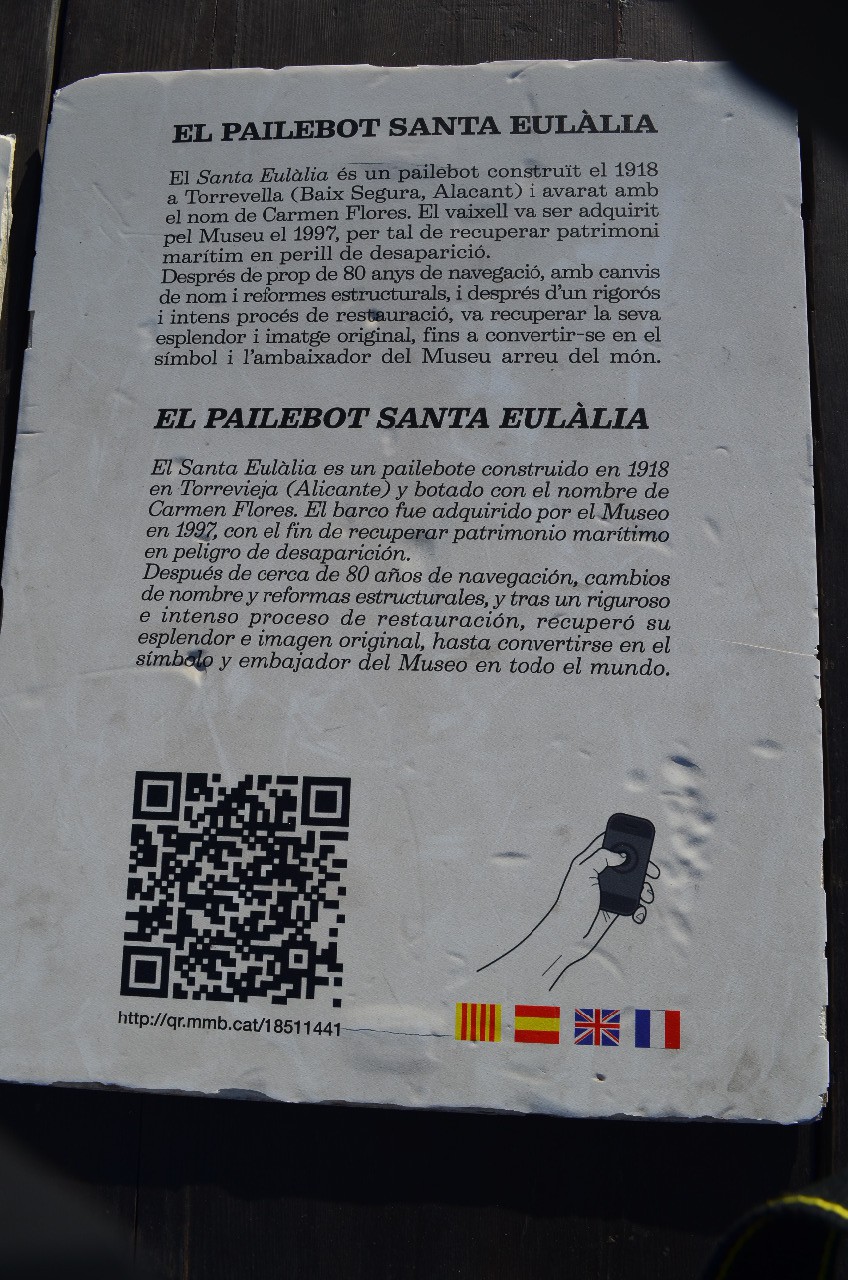 EL PAILEBOT SANTA EULÀLIA
El Santa Eulàlia és un pailebot construït el 1918
a Torrevella (Baix Segura, Alacant) i avarat amb
el nom de Carmen Flores. El vaixell va ser adquirit
pel Museu el 1997, per tal de recuperar patrimoni
marítim en perill de desaparició.
Després de prop de 80 anys de navegació, amb canvis
de nom i reformes estructurals, i després d'un rigorós
i intens procés de restauració, va recuperar la seva
esplendor i imatge original, fins a convertir-se en el
símbol i l'ambaixador del Museu arreu del món.
EL PAILEBOT SANTA EULÀLIA
El Santa Eulàlia es un pailebote construido en 1918
en Torrevieja (Alicante) y botado con el nombre de
Carmen Flores. El barco fue adquirido por el Museo
en 1997, con el fin de recuperar patrimonio marítimo
en peligro de desaparición.
Después de cerca de 80 años de navegación, cambios
de nombre y reformas estructurales, y tras un riguroso
e intenso proceso de restauración, recuperó su
esplendor e imagen original, hasta convertirse en el
símbolo y embajador del Museo en todo el mundo.
http://qr.mmb.cat/18511441